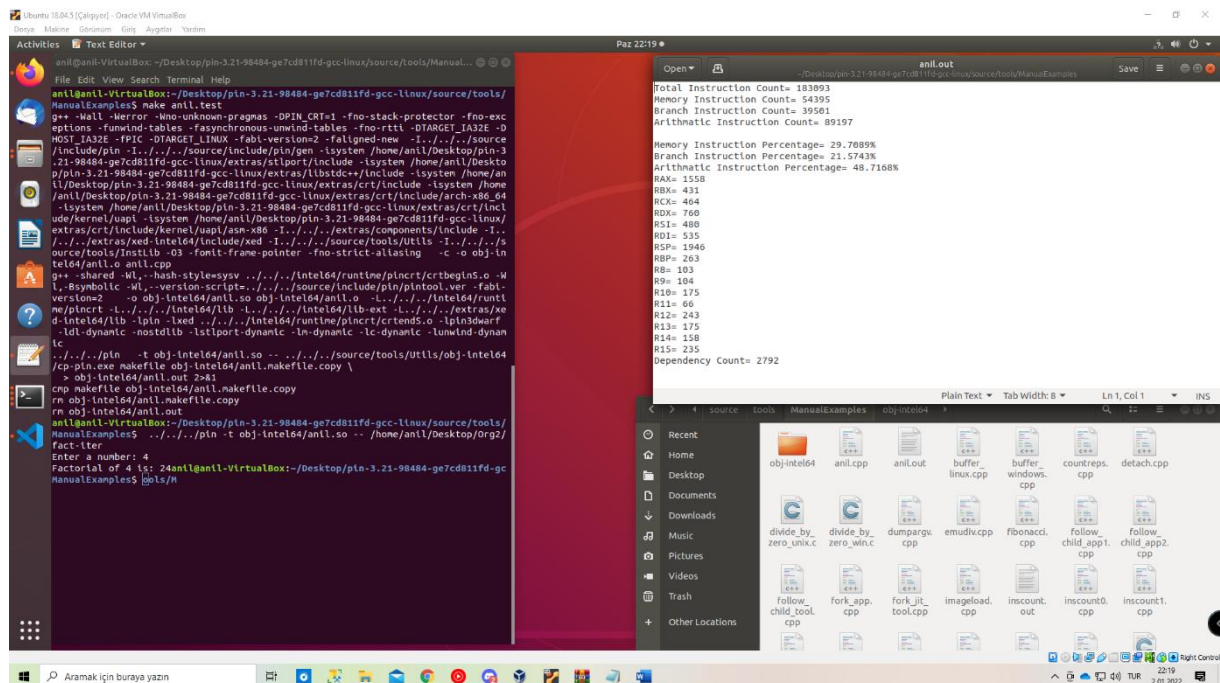 Ubuntu 18.04.5 [Çalışıyor] - Oracle VM VirtualBox
Dosya Makine Görünüm Giriş Aygıtlar Yardım
Activities Text Editor Paz 22:19
anil@anil-VirtualBox: ~/Desktop/pin-3.21-98484-ge7cd811fd-gcc-linux/source/tools/Manual...
File Edit View Search Terminal Help
anil@anil-VirtualBox:~/Desktop/pin-3.21-98484-ge7cd811fd-gcc-linux/source/tools/
ManualExamples$ make anil.test
g++ -Wall -Werror -Wno-unknown-pragmas -DPIN_CRT=1 -fno-stack-protector -fno-exc
eptions -funwind-tables -fasynchronous-unwind-tables -fno-rtti -DTARGET_IA32E -D
HOST_IA32E -fPIC -DTARGET_LINUX -fabi-version=2 -faligned-new -I../../../source
/include/pin -I../../../source/include/pin/gen -isystem /home/anil/Desktop/pin-3
.21-98484-ge7cd811fd-gcc-linux/extras/stlport/include -isystem /home/anil/Deskto
p/pin-3.21-98484-ge7cd811fd-gcc-linux/extras/libstdc++/include -isystem /home/an
il/Desktop/pin-3.21-98484-ge7cd811fd-gcc-linux/extras/crt/include -isystem /home
/anil/Desktop/pin-3.21-98484-ge7cd811fd-gcc-linux/extras/crt/include/arch-x86_64
-isystem /home/anil/Desktop/pin-3.21-98484-ge7cd811fd-gcc-linux/extras/crt/incl
ude/kernel/uapi -isystem /home/anil/Desktop/pin-3.21-98484-ge7cd811fd-gcc-linux/
extras/crt/include/kernel/uapi/asm-x86 -I../../../extras/components/include -I..
/../../extras/xed-intel64/include/xed -I../../../source/tools/Utils -I../../../s
ource/tools/InstLib -O3 -fomit-frame-pointer -fno-strict-aliasing -c -o obj-in
tel64/anil.o anil.cpp
g++ -shared -Wl,--hash-style=sysv ../../../intel64/runtime/pincrt/crtbeginS.o -W
l,-Bsymbolic -Wl,--version-script=../../../source/include/pin/pintool.ver -fabi-
version=2 -o obj-intel64/anil.so obj-intel64/anil.o -L../../../intel64/runti
me/pincrt -L../../../intel64/lib -L../../../intel64/lib-ext -L../../../extras/xe
d-intel64/lib -lpin -lxed ../../../intel64/runtime/pincrt/crtendS.o -lpin3dwarf
-ldl-dynamic -nostdlib -lstlport-dynamic -lm-dynamic -lc-dynamic -lunwind-dynam
ic
../../../pin -t obj-intel64/anil.so -- ../../../source/tools/Utils/obj-intel64
/cp-pin.exe makefile obj-intel64/anil.makefile.copy \
> obj-intel64/anil.out 2>&1
cmp makefile obj-intel64/anil.makefile.copy
rm obj-intel64/anil.makefile.copy
rm obj-intel64/anil.out
anil@anil-VirtualBox:~/Desktop/pin-3.21-98484-ge7cd811fd-gcc-linux/source/tools/
ManualExamples$ ../../../pin -t obj-intel64/anil.so -- /home/anil/Desktop/Org2/
fact-iter
Enter a number: 4
Factorial of 4 is: 24anil@anil-VirtualBox:~/Desktop/pin-3.21-98484-ge7cd811fd-gc
ManualExamples$ ools/M
Open anil.out Save
~/Desktop/pin-3.21-98484-ge7cd811fd-gcc-linux/source/tools/ManualExamples
Total Instruction Count= 183093
Memory Instruction Count= 54395
Branch Instruction Count= 39501
Arithmatic Instruction Count= 89197
Memory Instruction Percentage= 29.7089%
Branch Instruction Percentage= 21.5743%
Arithmatic Instruction Percentage= 48.7168%
RAX= 1558
RBX= 431
RCX= 464
RDX= 760
RSI= 480
RDI= 535
RSP= 1946
RBP= 263
R8= 103
R9= 104
R10= 175
R11= 66
R12= 243
R13= 175
R14= 158
R15= 235
Dependency Count= 2792
Plain Text Tab Width: 8 Ln 1, Col 1 INS
source tools ManualExamples obj-intel64
Recent
Home
Desktop
Documents
Downloads
Music
Pictures
Videos
Trash
Other Locations
obj-intel64 anil.cpp anil.out buffer_linux.cpp buffer_windows.cpp countreps.cpp detach.cpp
divide_by_zero_unix.c divide_by_zero_win.c dumpargv.cpp emudiv.cpp fibonacci.cpp follow_child_app1.cpp follow_child_app2.cpp
follow_child_tool.cpp fork_app.cpp fork_jit_tool.cpp imageload.cpp inscount.out inscount0.cpp inscount1.cpp
Right Control
Aramak için buraya yazın
TUR
22:19
2.01.2022